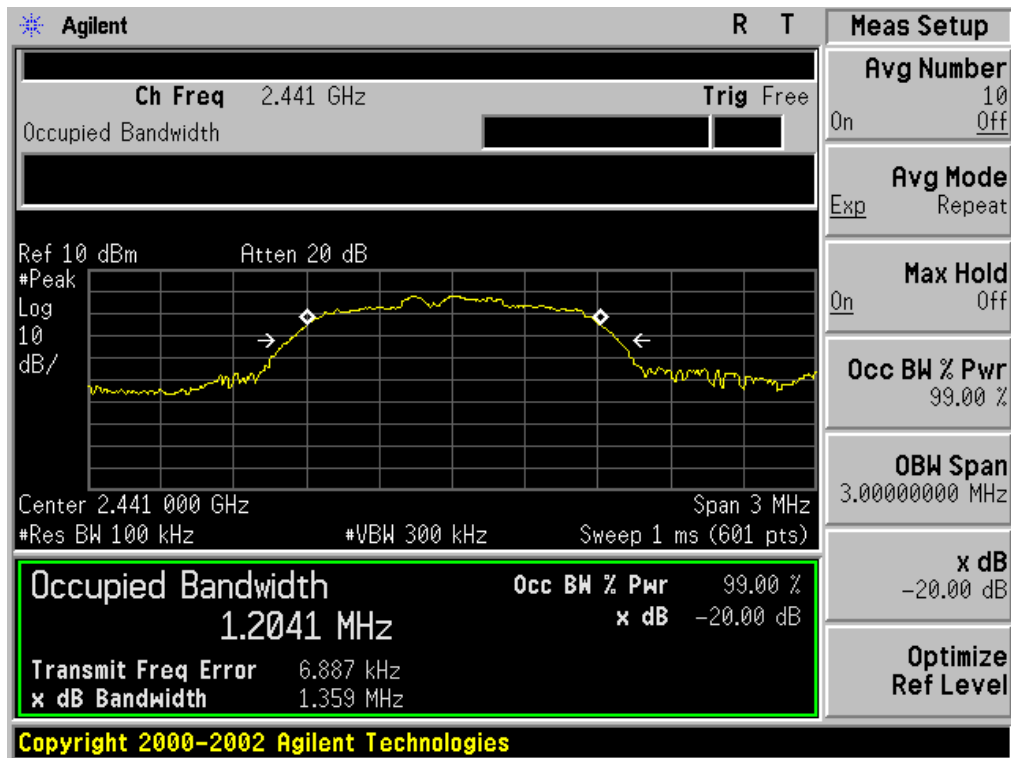 Agilent R T
Ch Freq 2.441 GHz Trig Free
Occupied Bandwidth
Ref 10 dBm Atten 20 dB
#Peak
Log
10
dB/
Center 2.441 000 GHz Span 3 MHz
#Res BW 100 kHz #VBW 300 kHz Sweep 1 ms (601 pts)
Occupied Bandwidth
1.2041 MHz
Occ BW % Pwr 99.00 %
x dB -20.00 dB
Transmit Freq Error 6.887 kHz
x dB Bandwidth 1.359 MHz
Copyright 2000-2002 Agilent Technologies
Meas Setup
Avg Number
10
On Off
Avg Mode
Exp Repeat
Max Hold
On Off
Occ BW % Pwr
99.00 %
OBW Span
3.00000000 MHz
x dB
-20.00 dB
Optimize
Ref Level